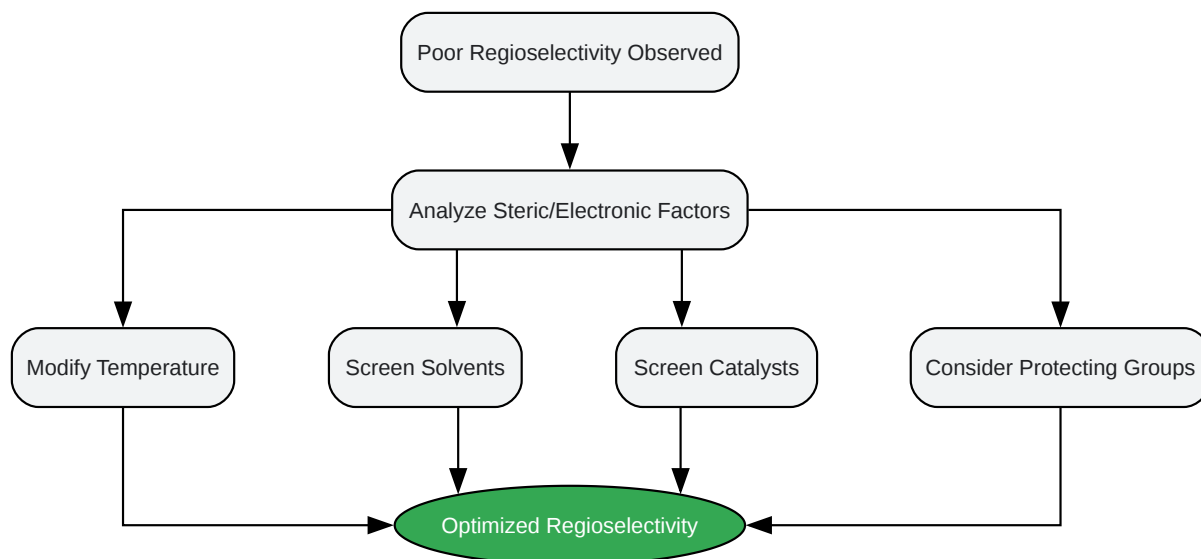 Poor Regioselectivity Observed
Analyze Steric/Electronic Factors
Modify Temperature
Screen Solvents
Screen Catalysts
Consider Protecting Groups
Optimized Regioselectivity